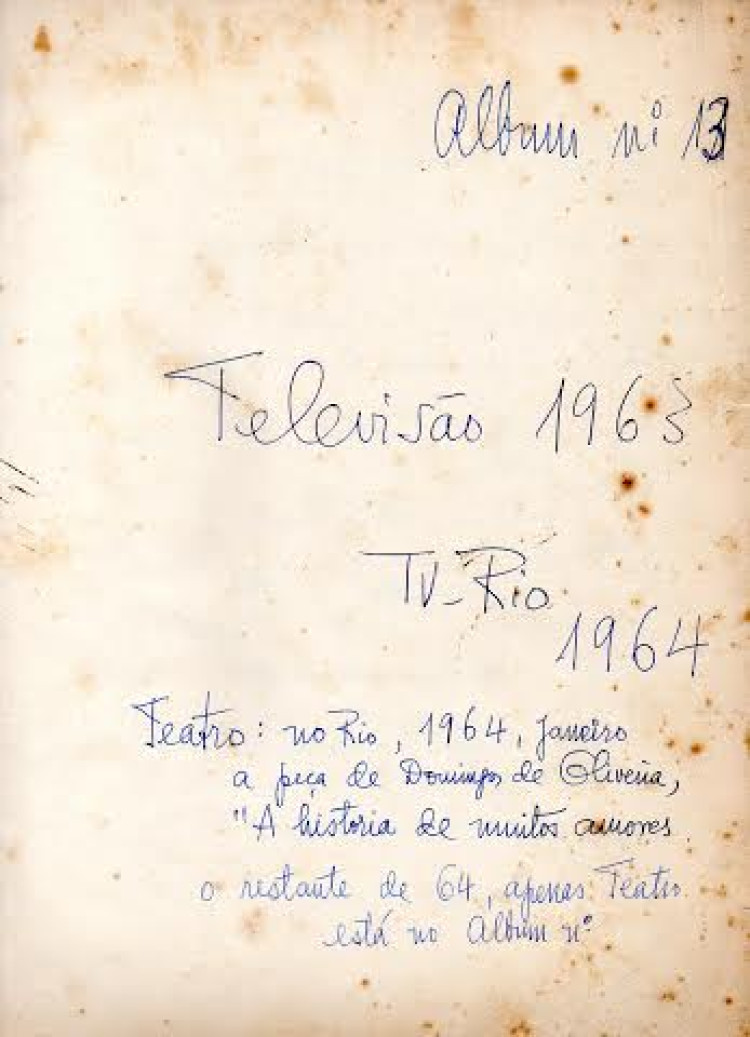 Album nº 13
Televisão 1963
TV-Rio
1964
Teatro: no Rio, 1964, janeiro
a peça de Domingos de Oliveira,
"A historia de muitos amores
o restante de 64, apenas Teatro
está no Album nº